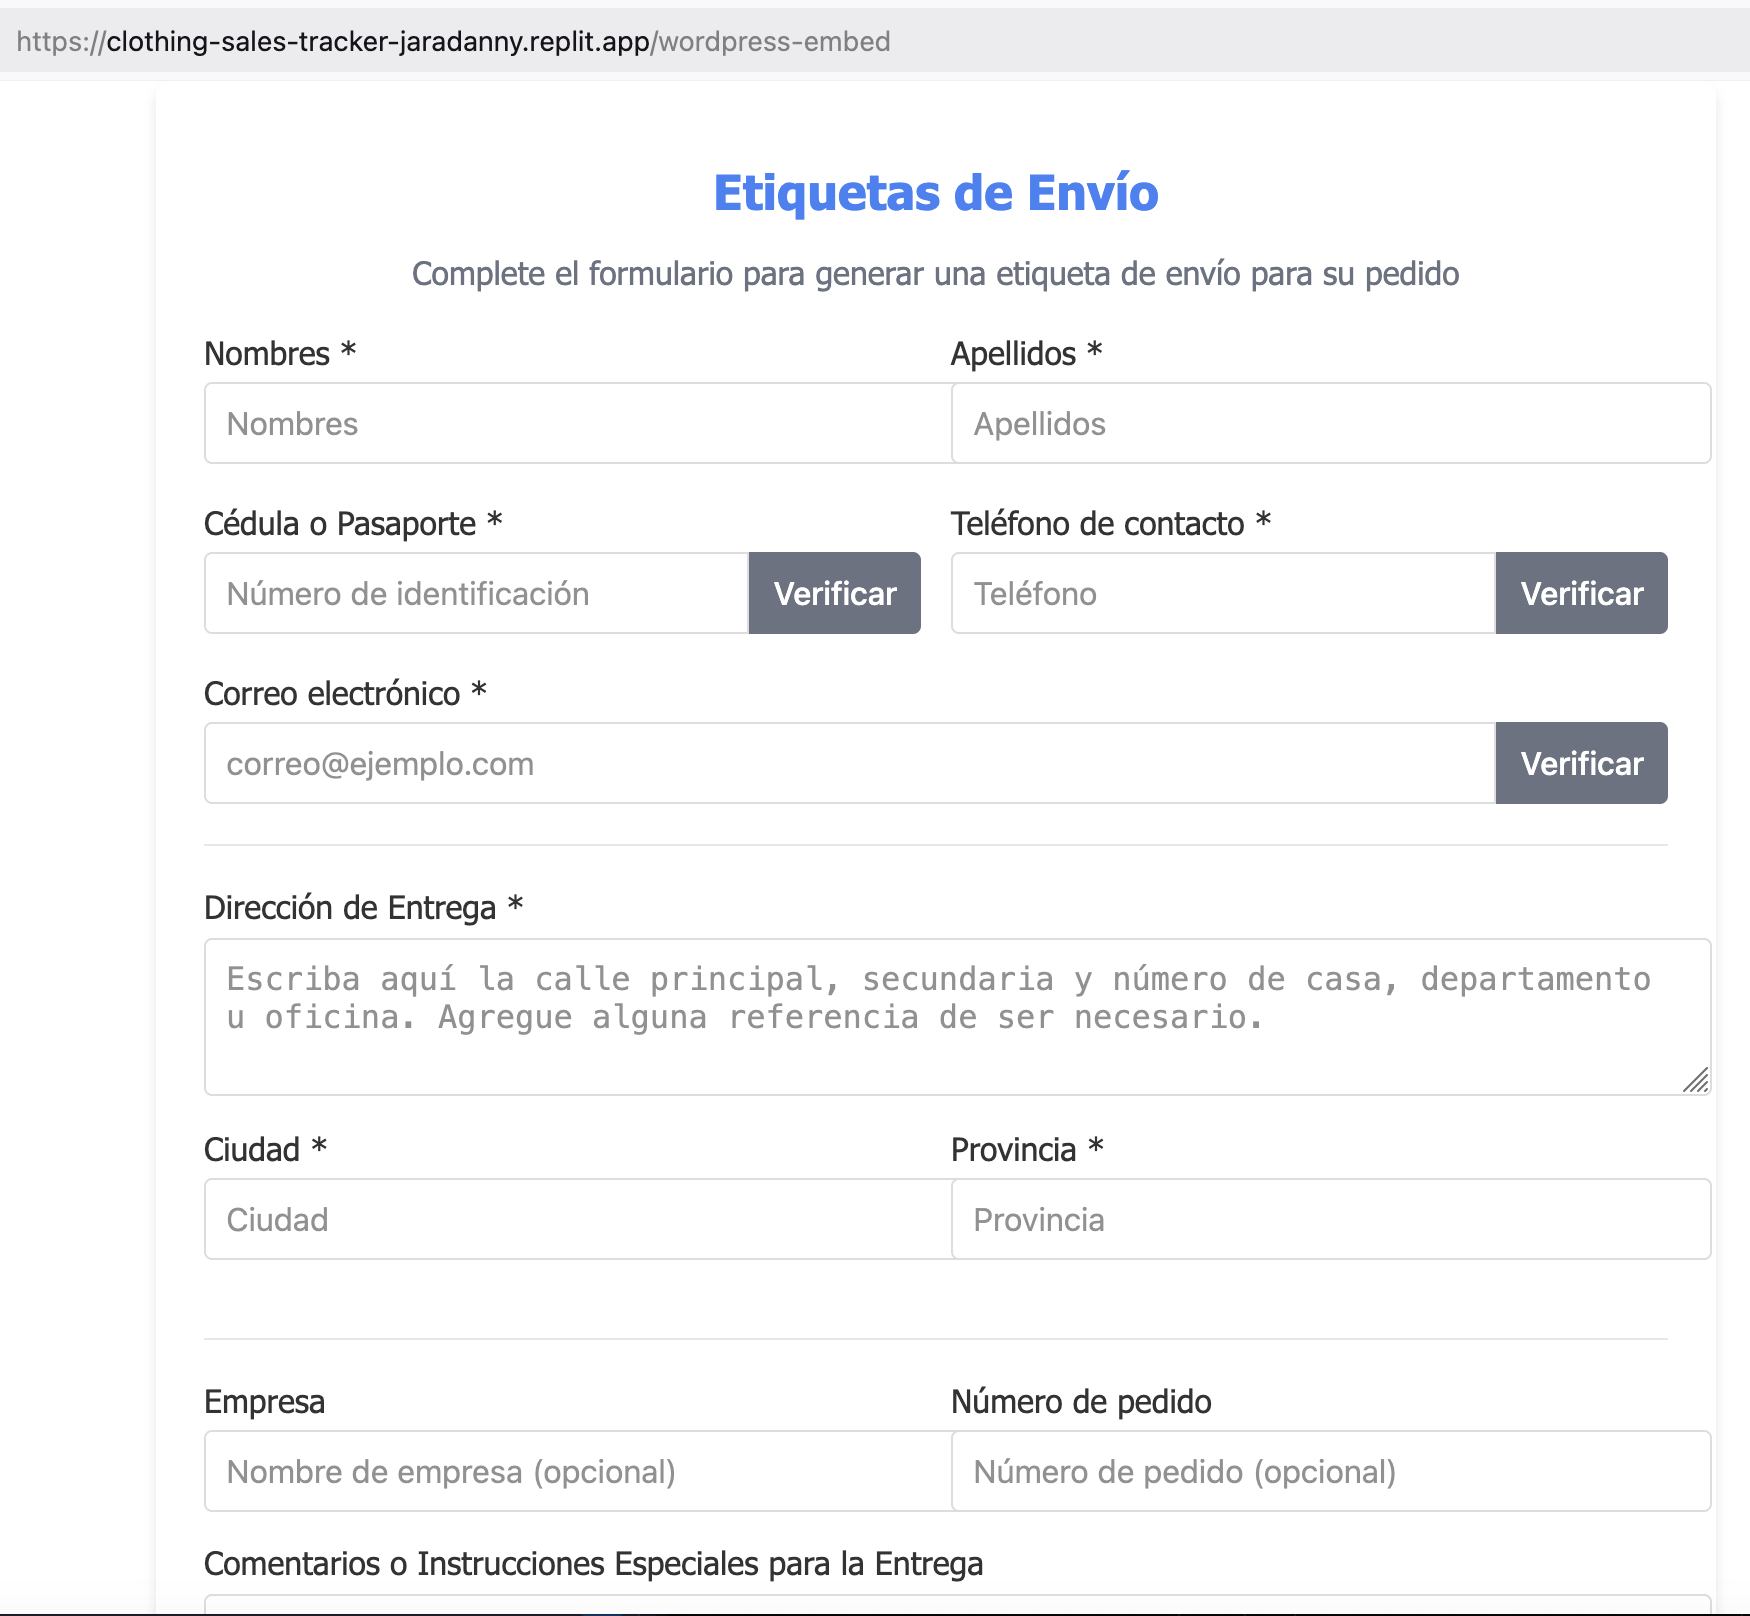 https://clothing-sales-tracker-jaradanny.replit.app/wordpress-embed
Etiquetas de Envío
Complete el formulario para generar una etiqueta de envío para su pedido
Nombres * Apellidos *
Nombres Apellidos
Cédula o Pasaporte * Teléfono de contacto *
Número de identificación Verificar Teléfono Verificar
Correo electrónico *
correo@ejemplo.com Verificar
Dirección de Entrega *
Escriba aquí la calle principal, secundaria y número de casa, departamento
u oficina. Agregue alguna referencia de ser necesario.
Ciudad * Provincia *
Ciudad Provincia
Empresa Número de pedido
Nombre de empresa (opcional) Número de pedido (opcional)
Comentarios o Instrucciones Especiales para la Entrega